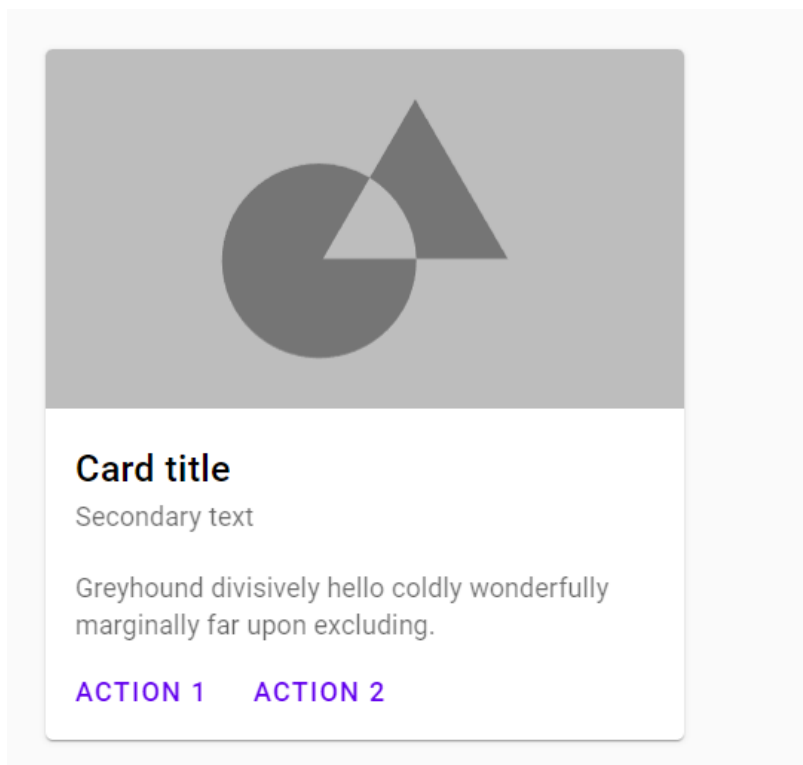 Card title
Secondary text
Greyhound divisively hello coldly wonderfully
marginally far upon excluding.
ACTION 1 ACTION 2